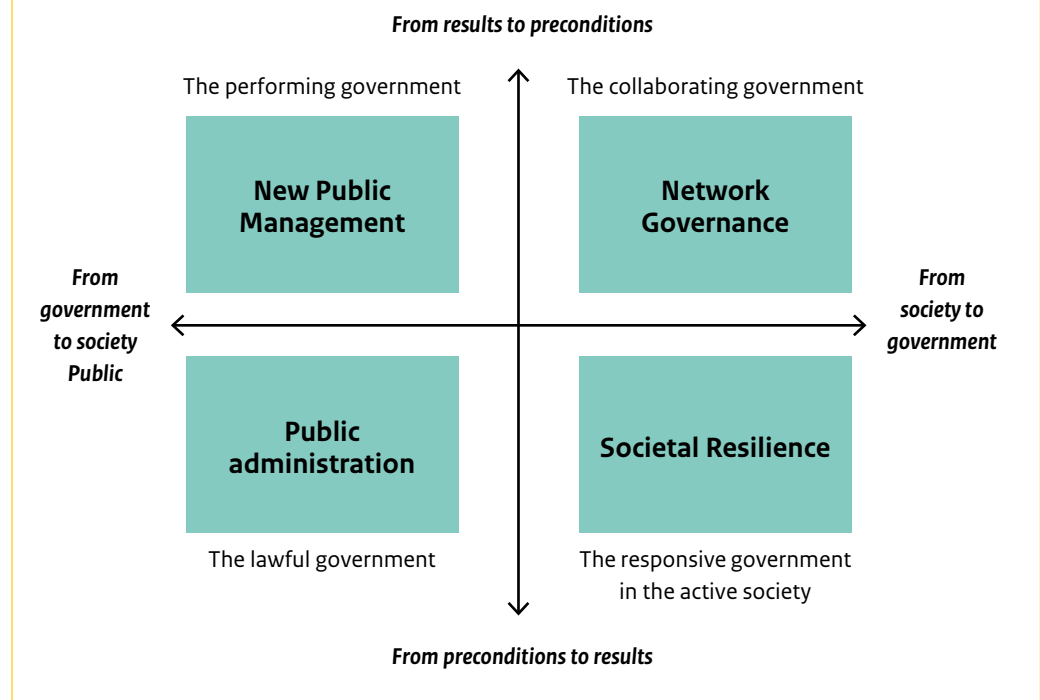 From results to preconditions
The performing government
The collaborating government
New Public
Management
Network
Governance
From
government
to society
Public
From
society to
government
Public
administration
Societal Resilience
The lawful government
The responsive government
in the active society
From preconditions to results